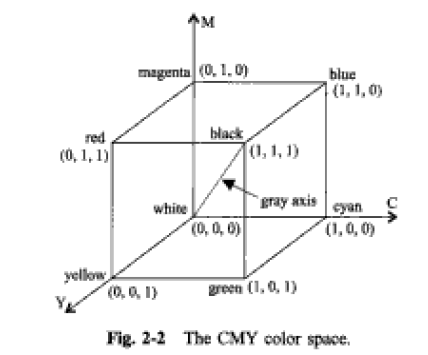 M
magenta (0, 1, 0)
blue
(1, 1, 0)
red
(0, 1, 1)
black
(1, 1, 1)
gray axis
white
(0, 0, 0)
cyan
C
(1, 0, 0)
yellow
Y
(0, 0, 1)
green (1, 0, 1)
Fig. 2-2 The CMY color space.